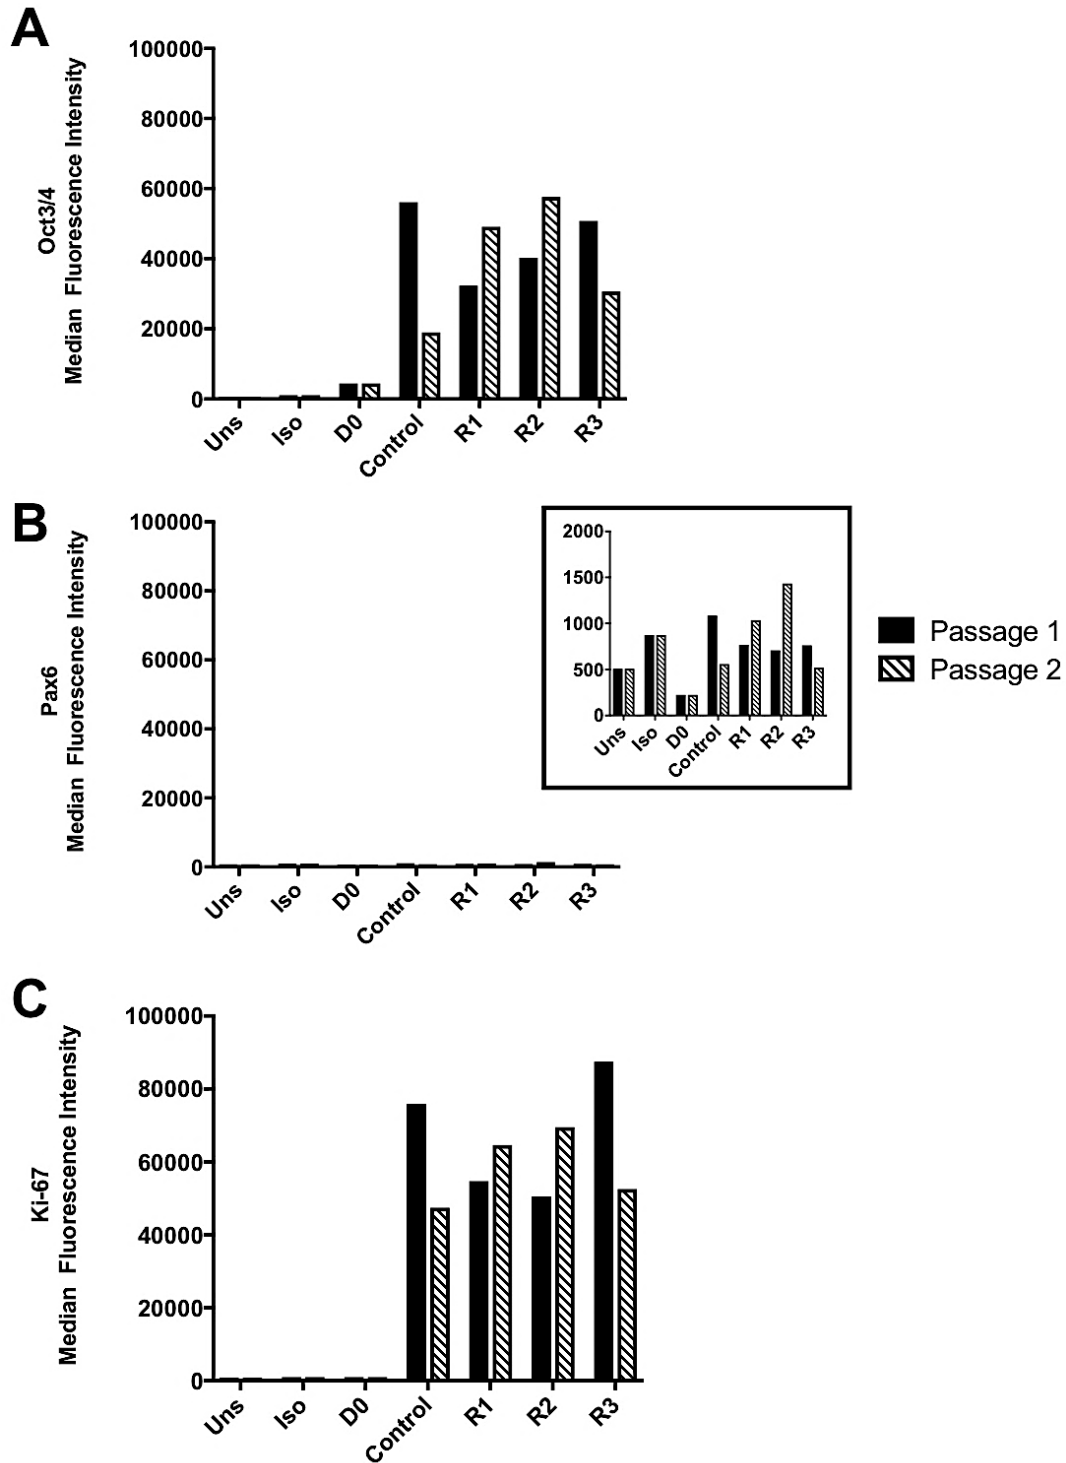 A
Oct3/4
Median Fluorescence Intensity
100000
80000
60000
40000
20000
0
Uns
Iso
D0
Control
R1
R2
R3
B
Pax6
Median Fluorescence Intensity
100000
80000
60000
40000
20000
0
Uns
Iso
D0
Control
R1
R2
R3
2000
1500
1000
500
0
Uns
Iso
D0
Control
R1
R2
R3
Passage 1
Passage 2
C
Ki-67
Median Fluorescence Intensity
100000
80000
60000
40000
20000
0
Uns
Iso
D0
Control
R1
R2
R3